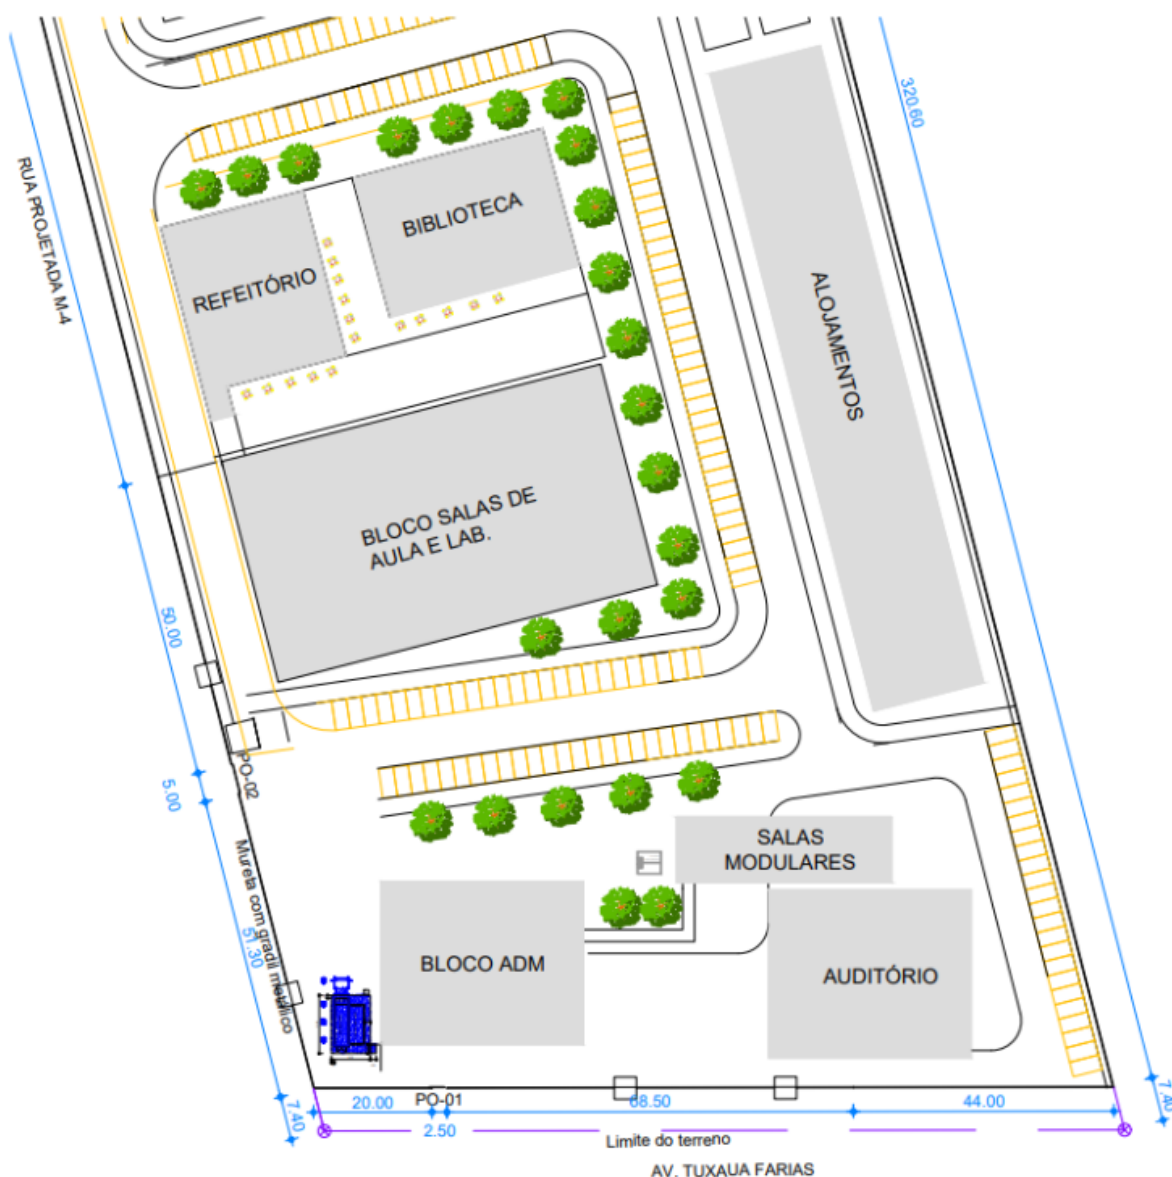 320.60
RUA PROJETADA M-4
BIBLIOTECA
REFEITÓRIO
ALOJAMENTOS
BLOCO SALAS DE
AULA E LAB.
50.00
PO-02
5.00
Mureta com gradil metálico
51.30
SALAS
MODULARES
BLOCO ADM
AUDITÓRIO
7.40
20.00
PO-01
2.50
68.50
44.00
7.40
Limite do terreno
AV. TUXAUA FARIAS